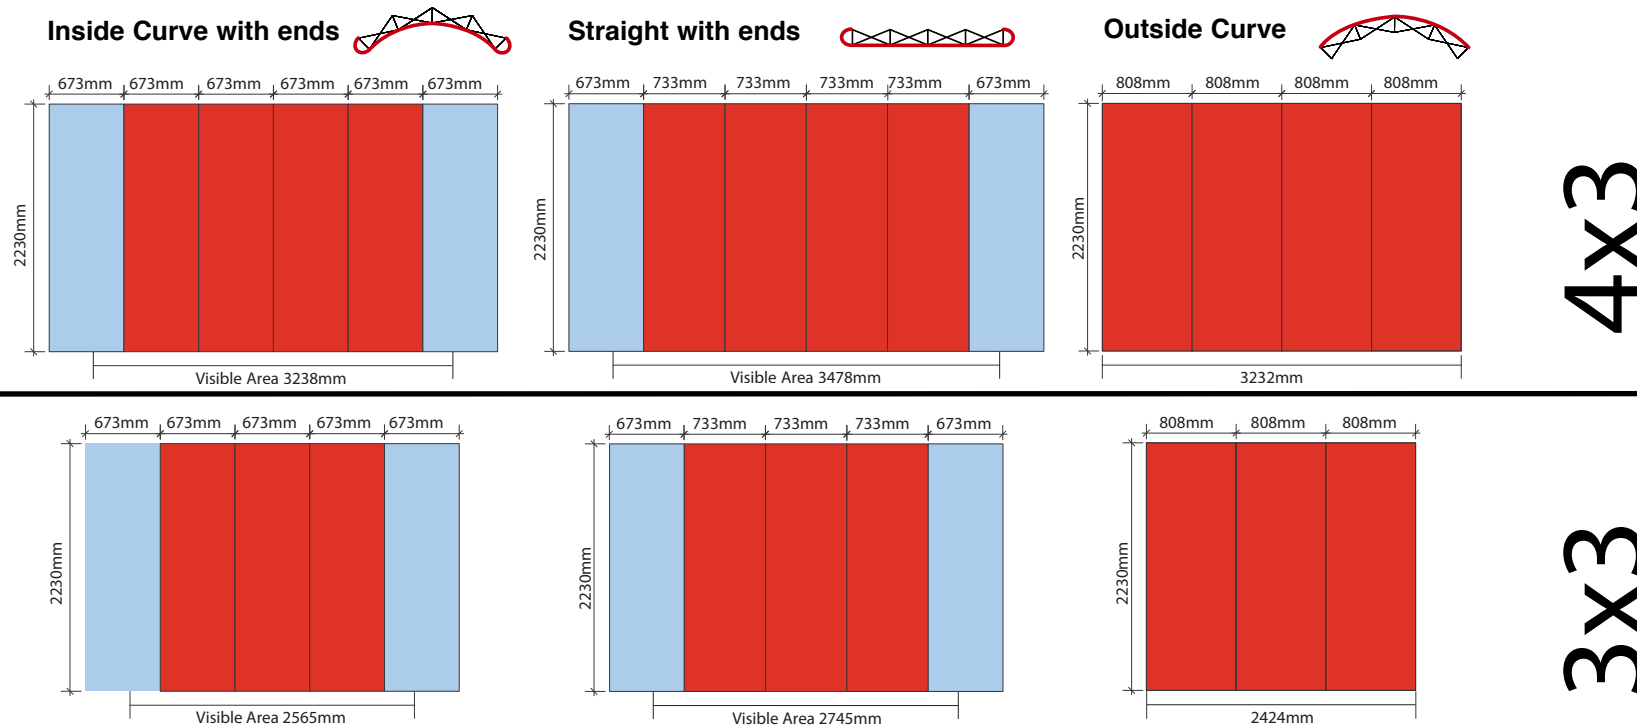 Inside Curve with ends
Straight with ends
Outside Curve
673mm 673mm 673mm 673mm 673mm 673mm
673mm 733mm 733mm 733mm 733mm 673mm
808mm 808mm 808mm 808mm
2230mm
2230mm
2230mm
4x3
Visible Area 3238mm
Visible Area 3478mm
3232mm
673mm 673mm 673mm 673mm 673mm
673mm 733mm 733mm 733mm 673mm
808mm 808mm 808mm
2230mm
2230mm
2230mm
3x3
Visible Area 2565mm
Visible Area 2745mm
2424mm